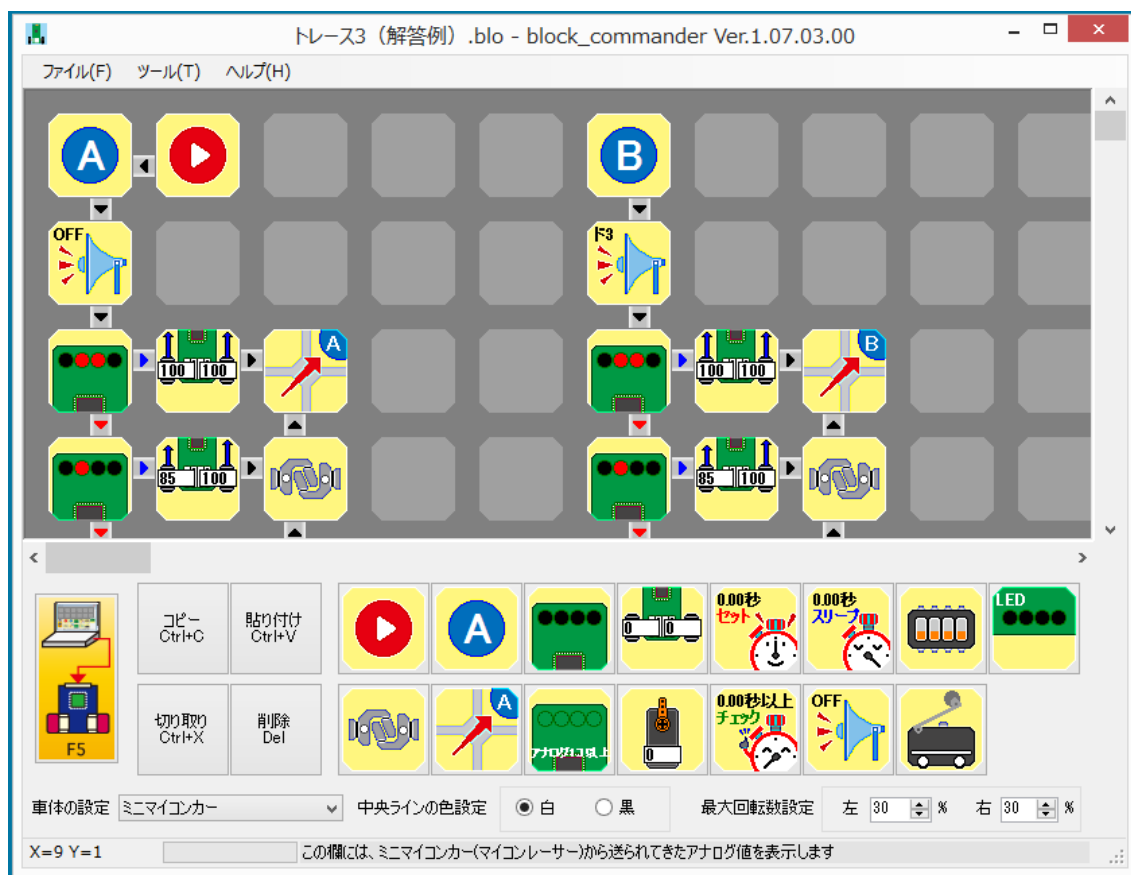 トレース3（解答例）.blo - block_commander Ver.1.07.03.00
ファイル(F) ツール(T) ヘルプ(H)
A B
OFF ド3
100 100 A 100 100 B
85 100 85 100
コピー Ctrl+C
貼り付け Ctrl+V
A
0 0
0.00秒 セット
0.00秒 スリープ
LED
F5
切り取り Ctrl+X
削除 Del
A
アナログ値以上
0
0.00秒以上 チェック
OFF
車体の設定 ミニマイコンカー 中央ラインの色設定 白 黒 最大回転数設定 左 30 % 右 30 %
X=9 Y=1 この欄には、ミニマイコンカー(マイコンレーサー)から送られてきたアナログ値を表示します